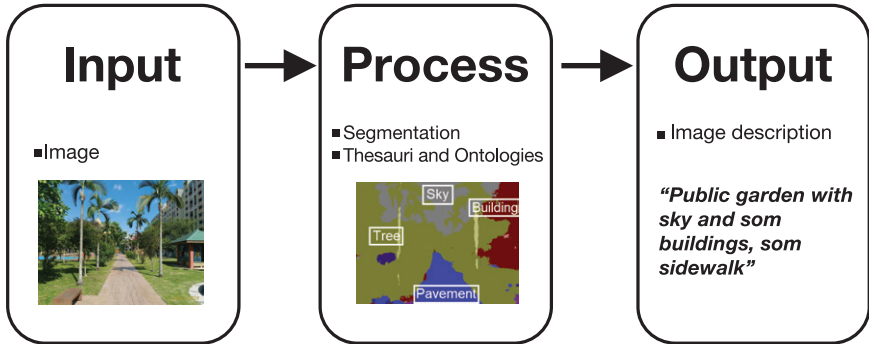 Input
■Image
Process
■ Segmentation
■ Thesauri and Ontologies
Sky
Building
Tree
Pavement
Output
■ Image description
“Public garden with
sky and som
buildings, som
sidewalk”